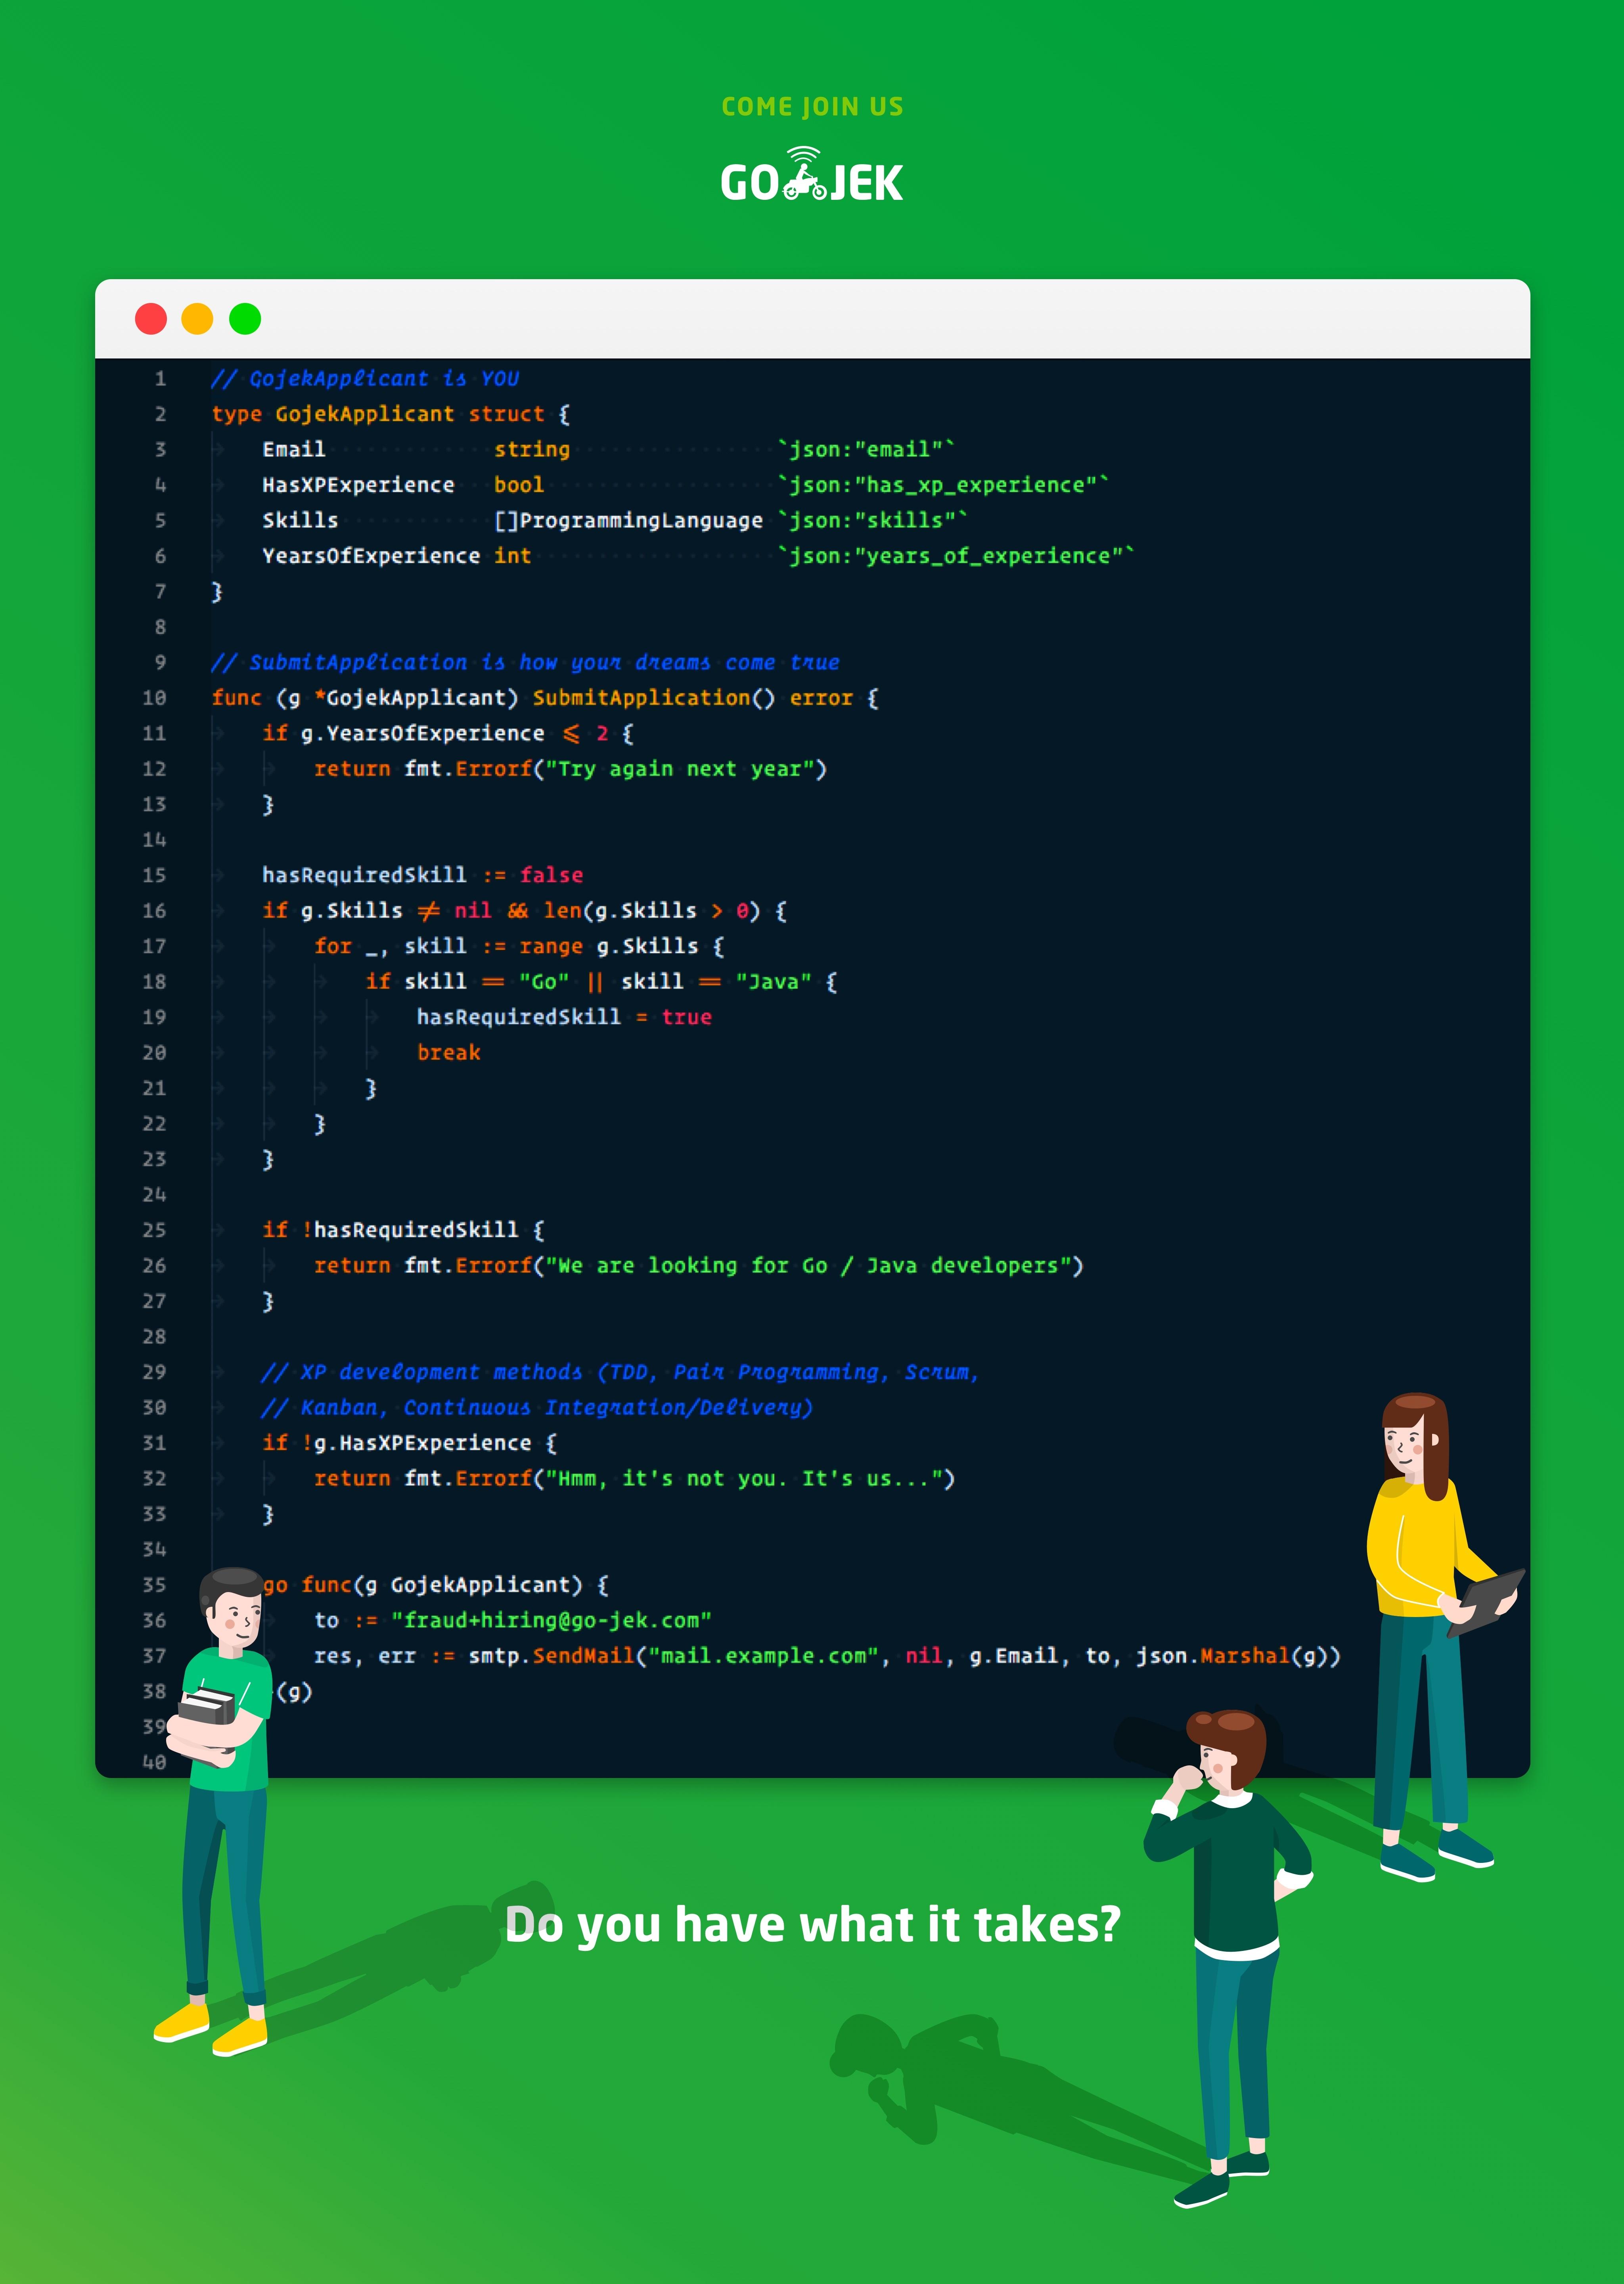 COME JOIN US
GO JEK
1 // GojekApplicant is YOU
2 type GojekApplicant struct {
3 Email string `json:"email"`
4 HasXPExperience bool `json:"has_xp_experience"`
5 Skills []ProgrammingLanguage `json:"skills"`
6 YearsOfExperience int `json:"years_of_experience"`
7 }
8
9 // SubmitApplication is how your dreams come true
10 func (g *GojekApplicant) SubmitApplication() error {
11 if g.YearsOfExperience <= 2 {
12 return fmt.Errorf("Try again next year")
13 }
14
15 hasRequiredSkill := false
16 if g.Skills != nil && len(g.Skills > 0) {
17 for _, skill := range g.Skills {
18 if skill == "Go" || skill == "Java" {
19 hasRequiredSkill = true
20 break
21 }
22 }
23 }
24
25 if !hasRequiredSkill {
26 return fmt.Errorf("We are looking for Go / Java developers")
27 }
28
29 // XP development methods (TDD, Pair Programming, Scrum,
30 // Kanban, Continuous Integration/Delivery)
31 if !g.HasXPExperience {
32 return fmt.Errorf("Hmm, it's not you. It's us...")
33 }
34
35 go func(g GojekApplicant) {
36 to := "fraud+hiring@go-jek.com"
37 res, err := smtp.SendMail("mail.example.com", nil, g.Email, to, json.Marshal(g))
38 (g)
39
40
Do you have what it takes?